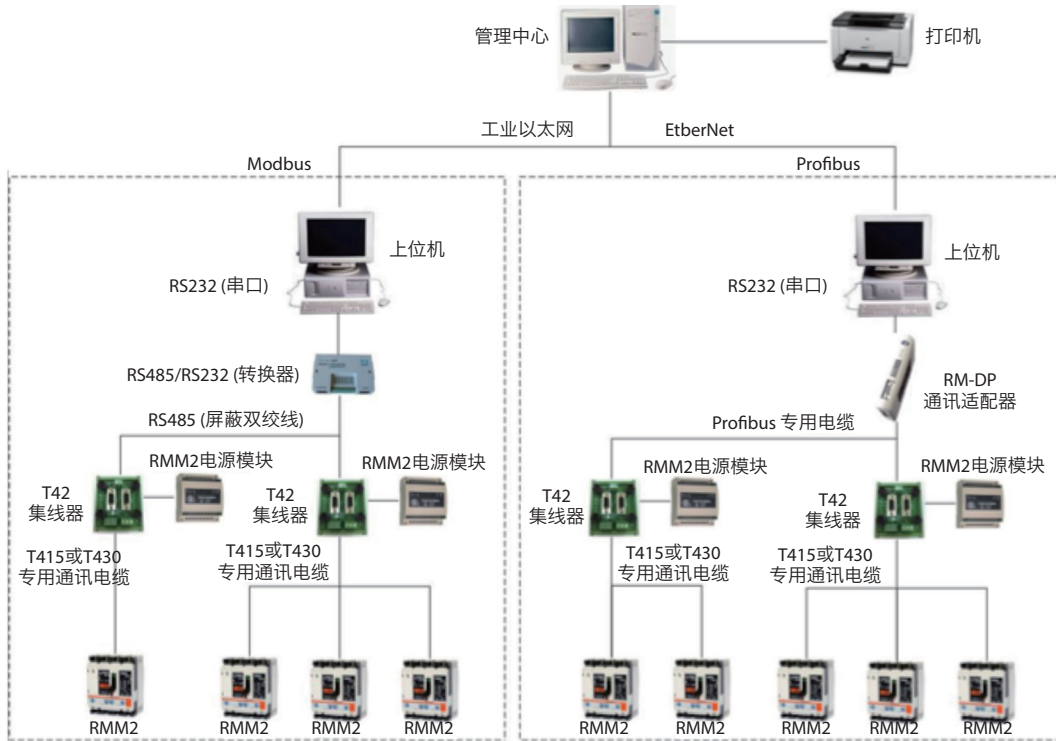 管理中心
打印机
工业以太网
EtberNet
Modbus
Profibus
上位机
RS232 (串口)
上位机
RS232 (串口)
RS485/RS232 (转换器)
RM-DP
通讯适配器
RS485 (屏蔽双绞线)
Profibus 专用电缆
RMM2电源模块
RMM2电源模块
RMM2电源模块
RMM2电源模块
T42
集线器
T42
集线器
T42
集线器
T42
集线器
T415或T430
专用通讯电缆
T415或T430
专用通讯电缆
T415或T430
专用通讯电缆
T415或T430
专用通讯电缆
RMM2
RMM2
RMM2
RMM2
RMM2
RMM2
RMM2
RMM2
RMM2